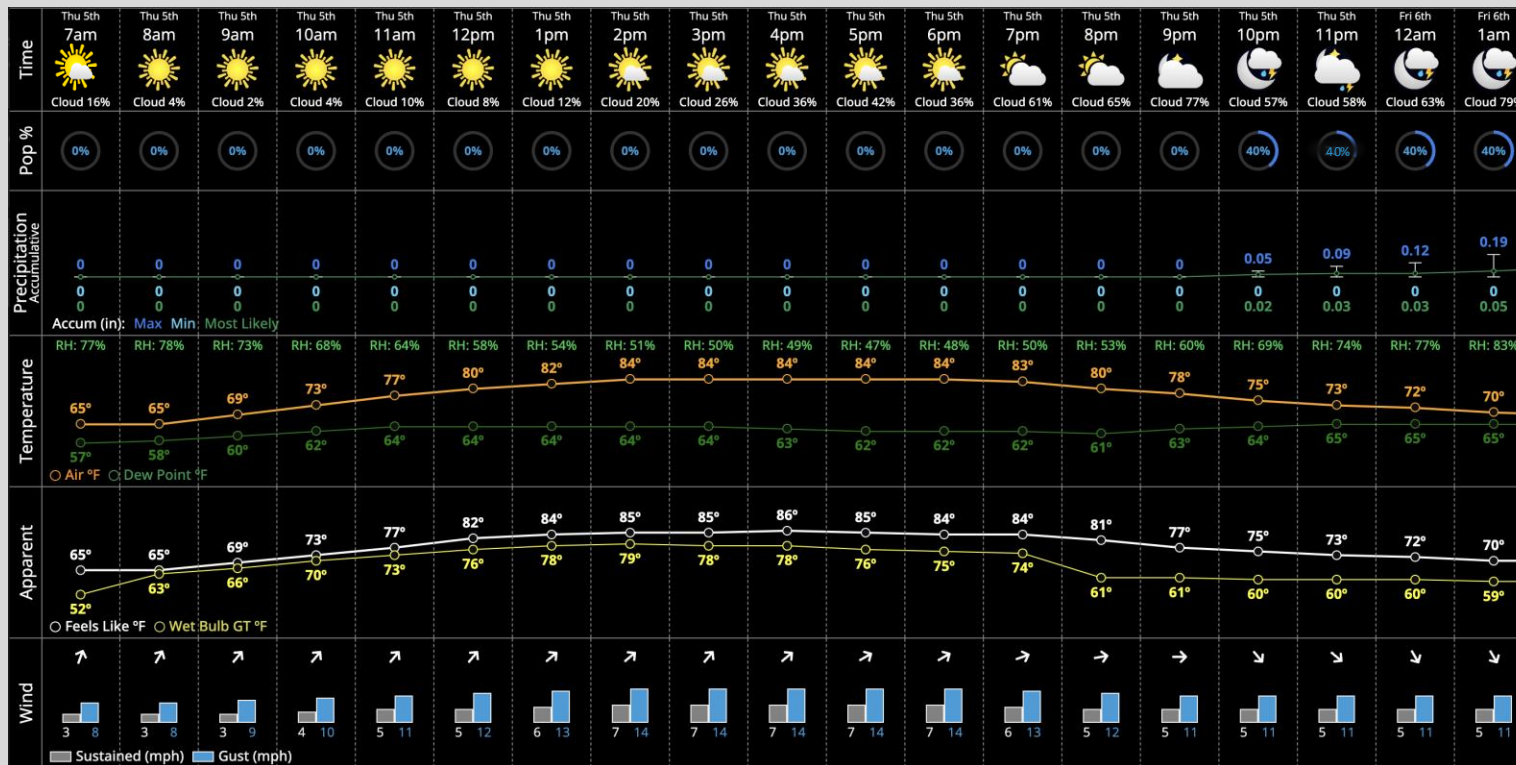 Time
Thu 5th Thu 5th Thu 5th Thu 5th Thu 5th Thu 5th Thu 5th Thu 5th Thu 5th Thu 5th Thu 5th Thu 5th Thu 5th Thu 5th Thu 5th Thu 5th Thu 5th Fri 6th Fri 6th
7am 8am 9am 10am 11am 12pm 1pm 2pm 3pm 4pm 5pm 6pm 7pm 8pm 9pm 10pm 11pm 12am 1am
Cloud 16% Cloud 4% Cloud 2% Cloud 4% Cloud 10% Cloud 8% Cloud 12% Cloud 20% Cloud 26% Cloud 36% Cloud 42% Cloud 36% Cloud 61% Cloud 65% Cloud 77% Cloud 57% Cloud 58% Cloud 63% Cloud 79%
Pop %
0% 0% 0% 0% 0% 0% 0% 0% 0% 0% 0% 0% 0% 0% 0% 40% 40% 40% 40%
Precipitation
Accumulative
0 0 0 0 0 0 0 0 0 0 0 0 0 0 0 0.05 0.09 0.12 0.19
0 0 0 0 0 0 0 0 0 0 0 0 0 0 0 0 0 0 0
0 0 0 0 0 0 0 0 0 0 0 0 0 0 0 0.02 0.03 0.03 0.05
Accum (in): Max Min Most Likely
Temperature
RH: 77% RH: 78% RH: 73% RH: 68% RH: 64% RH: 58% RH: 54% RH: 51% RH: 50% RH: 49% RH: 47% RH: 48% RH: 50% RH: 53% RH: 60% RH: 69% RH: 74% RH: 77% RH: 83%
65° 65° 69° 73° 77° 80° 82° 84° 84° 84° 84° 84° 83° 80° 78° 75° 73° 72° 70°
57° 58° 60° 62° 64° 64° 64° 64° 64° 63° 62° 62° 62° 61° 63° 64° 65° 65° 65°
Air ºF Dew Point ºF
Apparent
65° 65° 69° 73° 77° 82° 84° 85° 85° 86° 85° 84° 84° 81° 77° 75° 73° 72° 70°
52° 63° 66° 70° 73° 76° 78° 79° 78° 78° 76° 75° 74° 61° 61° 60° 60° 60° 59°
Feels Like ºF Wet Bulb GT ºF
Wind
3 8 3 8 3 9 4 10 5 11 5 12 6 13 7 14 7 14 7 14 7 14 7 14 6 13 5 12 5 11 5 11 5 11 5 11 5 11
Sustained (mph) Gust (mph)